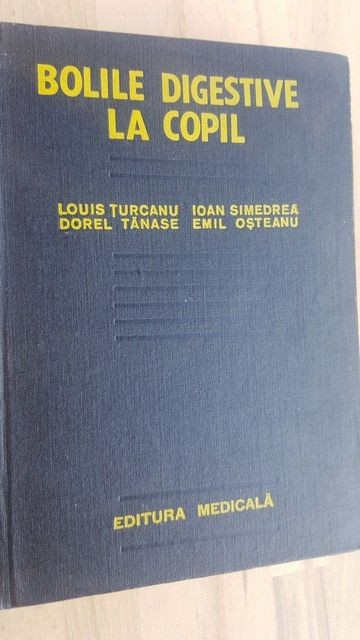 BOLILE DIGESTIVE
LA COPIL
LOUIS ȚURCANU IOAN SIMEDREA
DOREL TĂNASE EMIL OȘTEANU
EDITURA MEDICALĂ